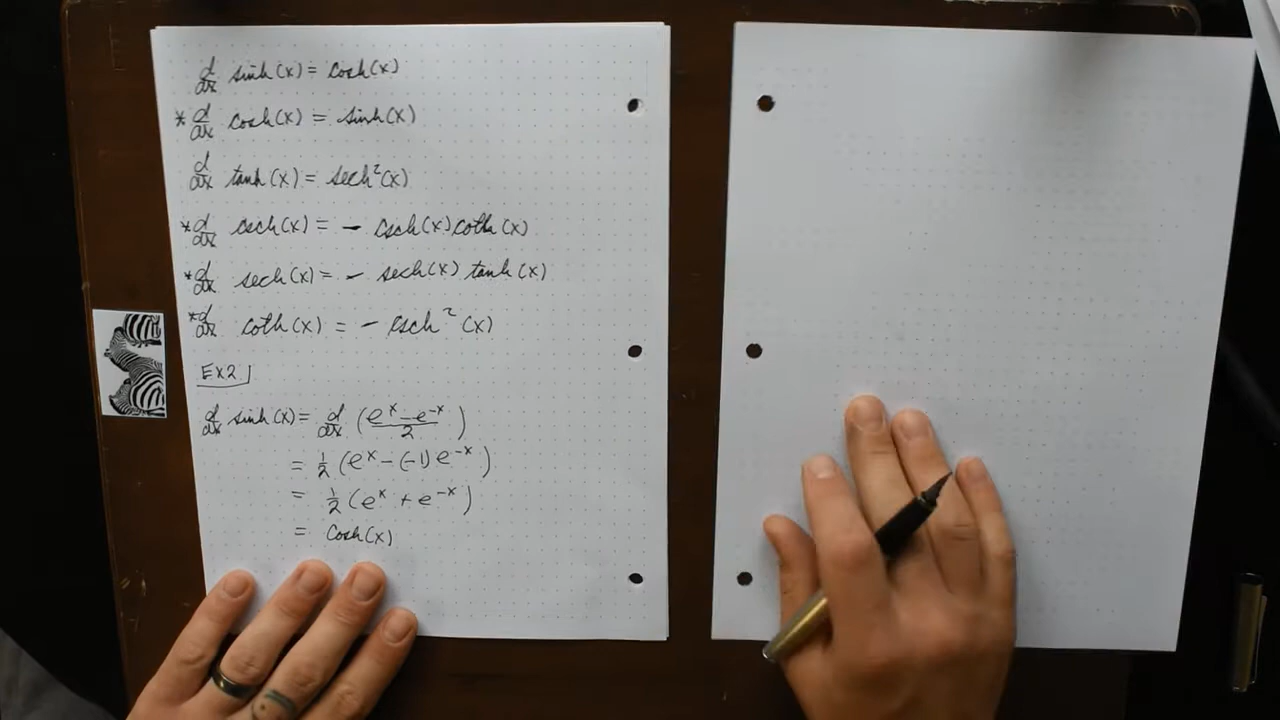 d/dx sinh(x) = cosh(x)
* d/dx cosh(x) = sinh(x)
d/dx tanh(x) = sech²(x)
* d/dx csch(x) = - csch(x) coth(x)
* d/dx sech(x) = - sech(x) tanh(x)
* d/dx coth(x) = - csch² (x)
EX2
d/dx sinh(x) = d/dx ((e^x - e^-x)/2)
= 1/2 (e^x - (-1) e^-x)
= 1/2 (e^x + e^-x)
= cosh(x)